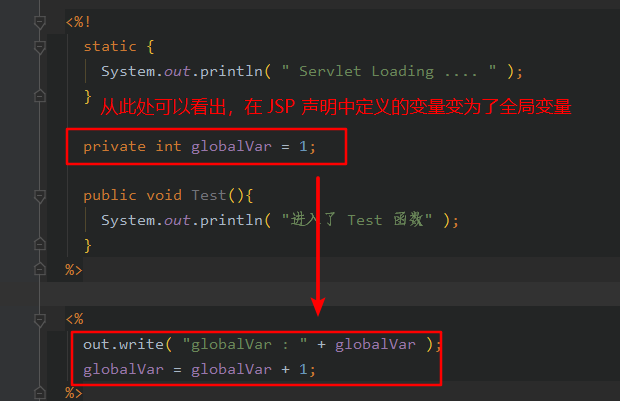 <%!
static {
System.out.println( " Servlet Loading .... " );
}
从此处可以看出，在 JSP 声明中定义的变量变为了全局变量
private int globalVar = 1;
public void Test(){
System.out.println( "进入了 Test 函数" );
}
%>
<%
out.write( "globalVar : " + globalVar );
globalVar = globalVar + 1;
%>